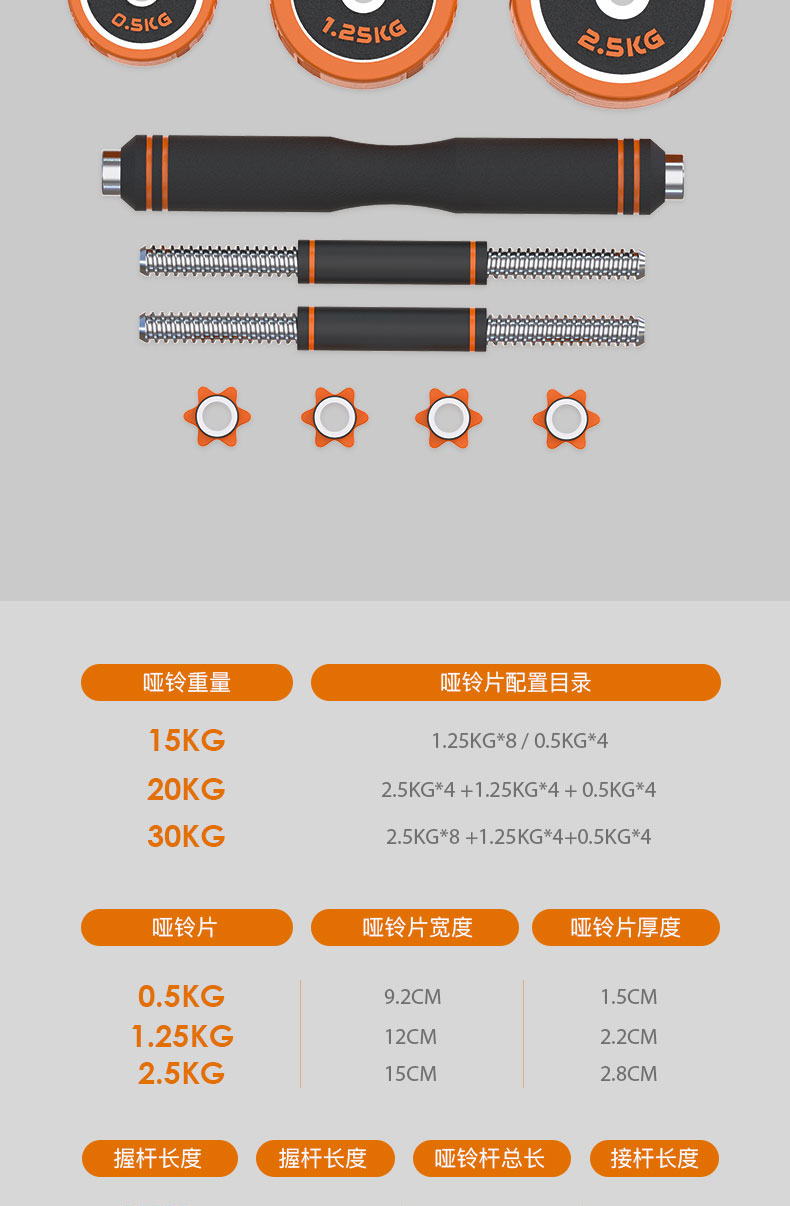 0.5KG 1.25KG 2.5KG
哑铃重量 哑铃片配置目录
15KG 1.25KG*8 / 0.5KG*4
20KG 2.5KG*4 +1.25KG*4 + 0.5KG*4
30KG 2.5KG*8 +1.25KG*4+0.5KG*4
哑铃片 哑铃片宽度 哑铃片厚度
0.5KG 9.2CM 1.5CM
1.25KG 12CM 2.2CM
2.5KG 15CM 2.8CM
握杆长度 握杆长度 哑铃杆总长 接杆长度